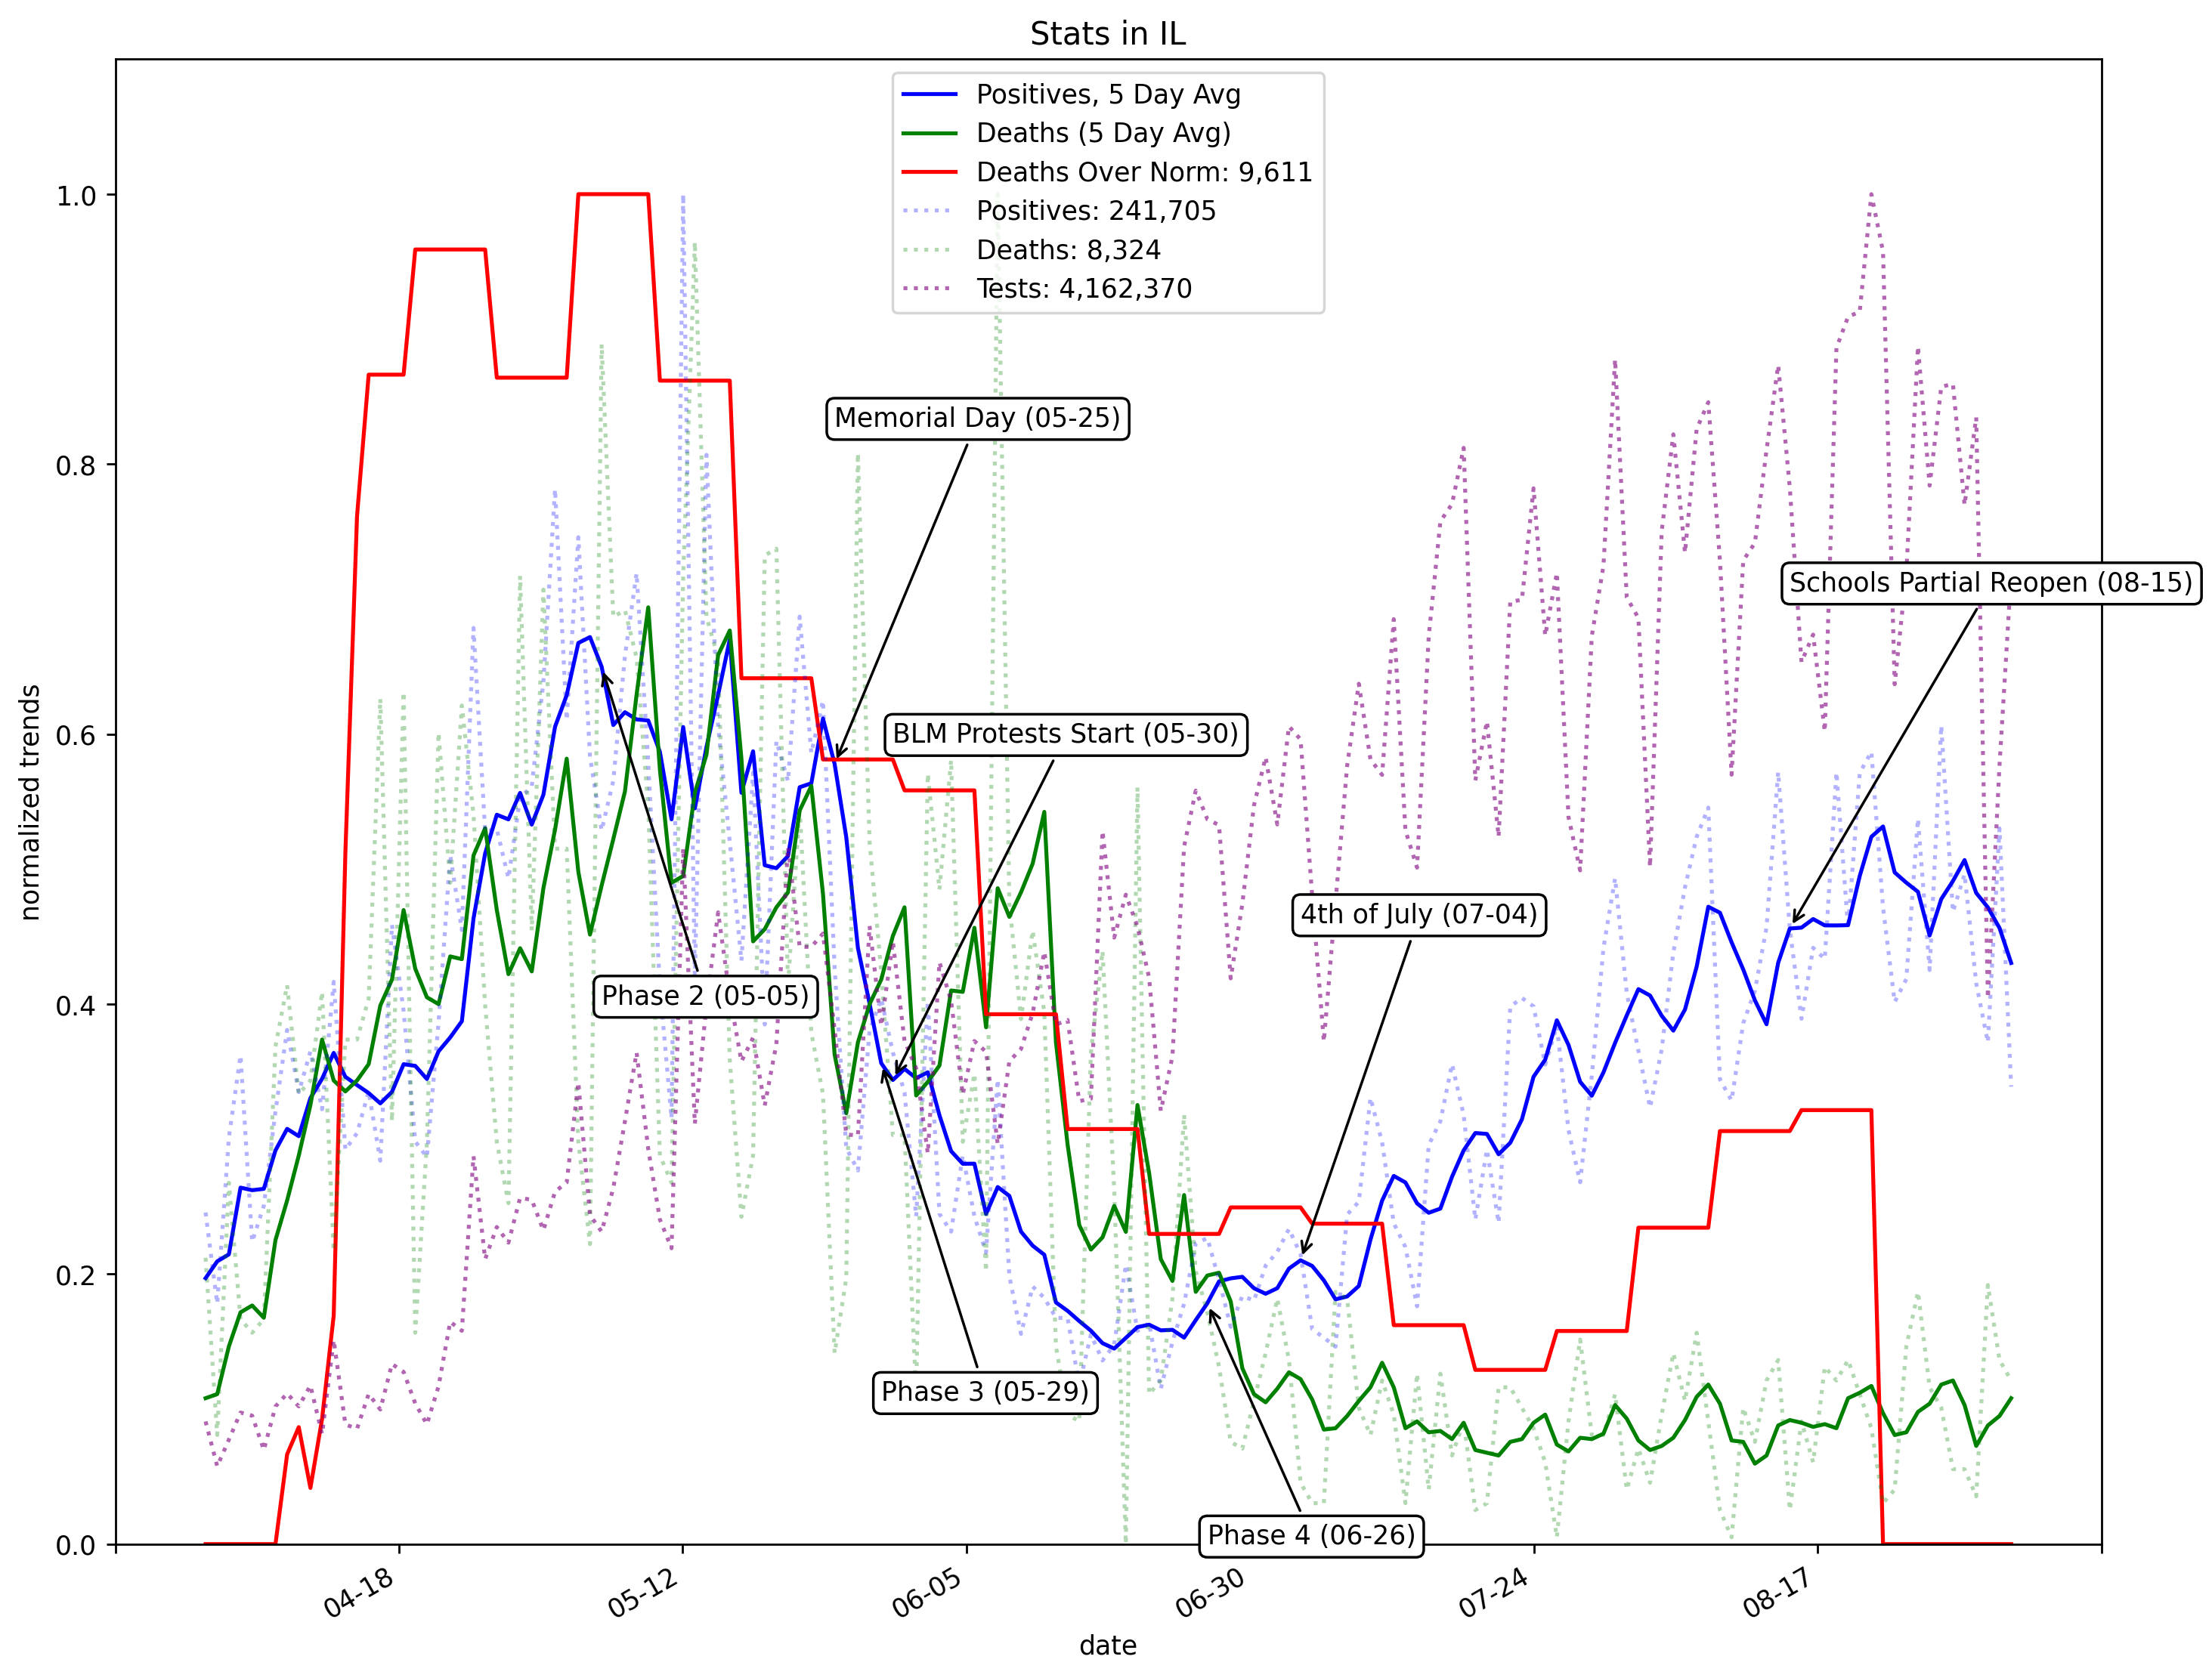 Stats in IL
Positives, 5 Day Avg
Deaths (5 Day Avg)
Deaths Over Norm: 9,611
Positives: 241,705
Deaths: 8,324
Tests: 4,162,370
1.0
0.8
0.6
0.4
0.2
0.0
normalized trends
Memorial Day (05-25)
Schools Partial Reopen (08-15)
BLM Protests Start (05-30)
4th of July (07-04)
Phase 2 (05-05)
Phase 3 (05-29)
Phase 4 (06-26)
04-18
05-12
06-05
06-30
07-24
08-17
date